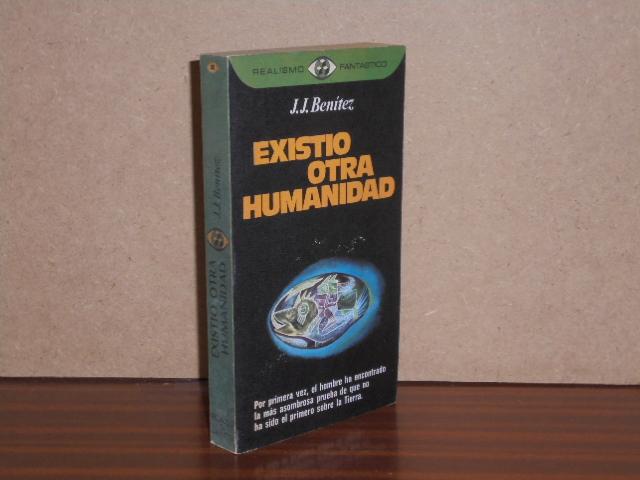 REALISMO FANTASTICO
J.J. Benítez
EXISTIO
OTRA
HUMANIDAD
Por primera vez, el hombre ha encontrado
la más asombrosa prueba de que no
ha sido el primero sobre la Tierra.
J.J. Benítez
EXISTIO OTRA
HUMANIDAD